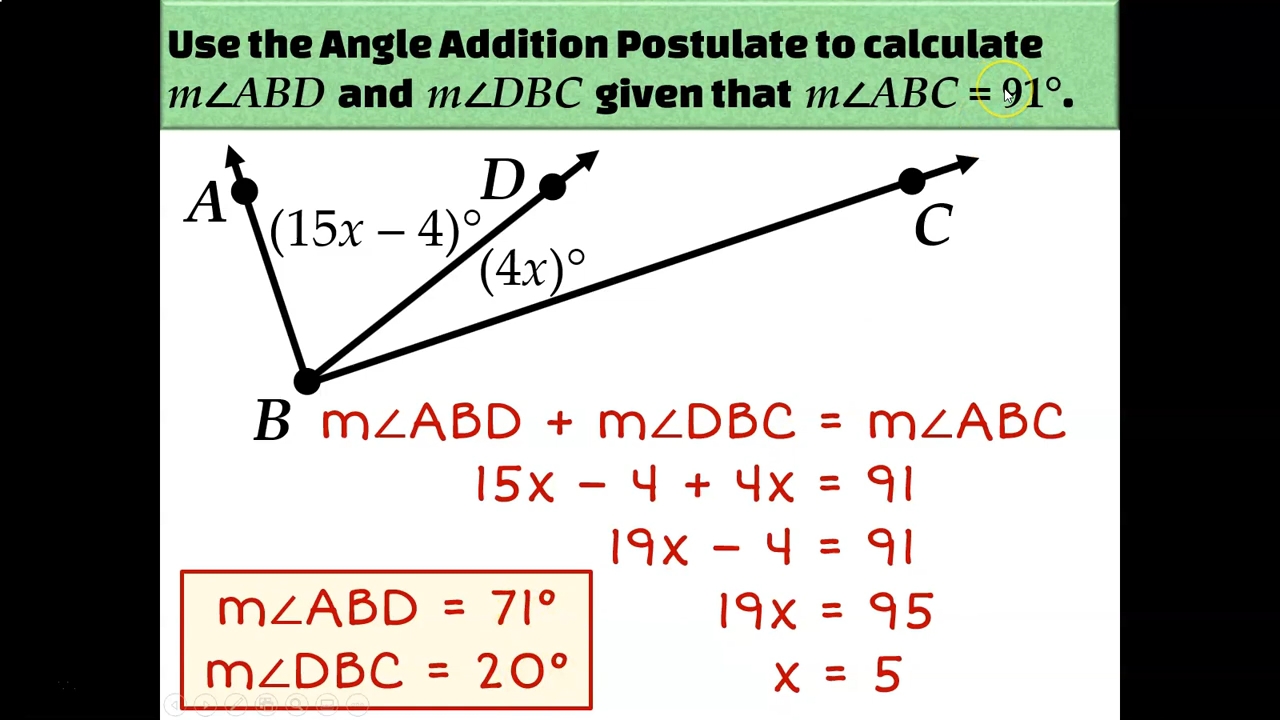 Use the Angle Addition Postulate to calculate
m∠ABD and m∠DBC given that m∠ABC = 91°.
A
D
C
(15x − 4)°
(4x)°
B
m∠ABD + m∠DBC = m∠ABC
15x − 4 + 4x = 91
19x − 4 = 91
19x = 95
x = 5
m∠ABD = 71°
m∠DBC = 20°